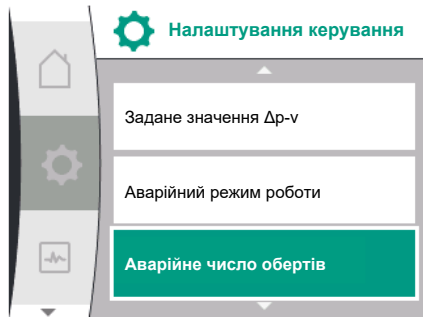 Налаштування керування
Задане значення Δp-v
Аварійний режим роботи
Аварійне число обертів